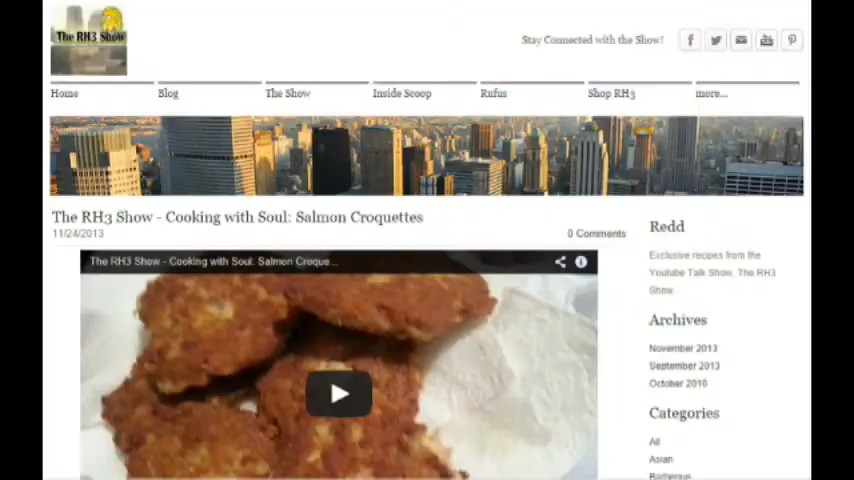 The RH3 Show
Stay Connected with the Show!
Home
Blog
The Show
Inside Scoop
Rufus
Shop RH3
more...
The RH3 Show - Cooking with Soul: Salmon Croquettes
11/24/2013
0 Comments
The RH3 Show - Cooking with Soul: Salmon Croque...
Redd
Exclusive recipes from the
Youtube Talk Show, The RH3
Show.
Archives
November 2013
September 2013
October 2010
Categories
All
Asian
Barbeque